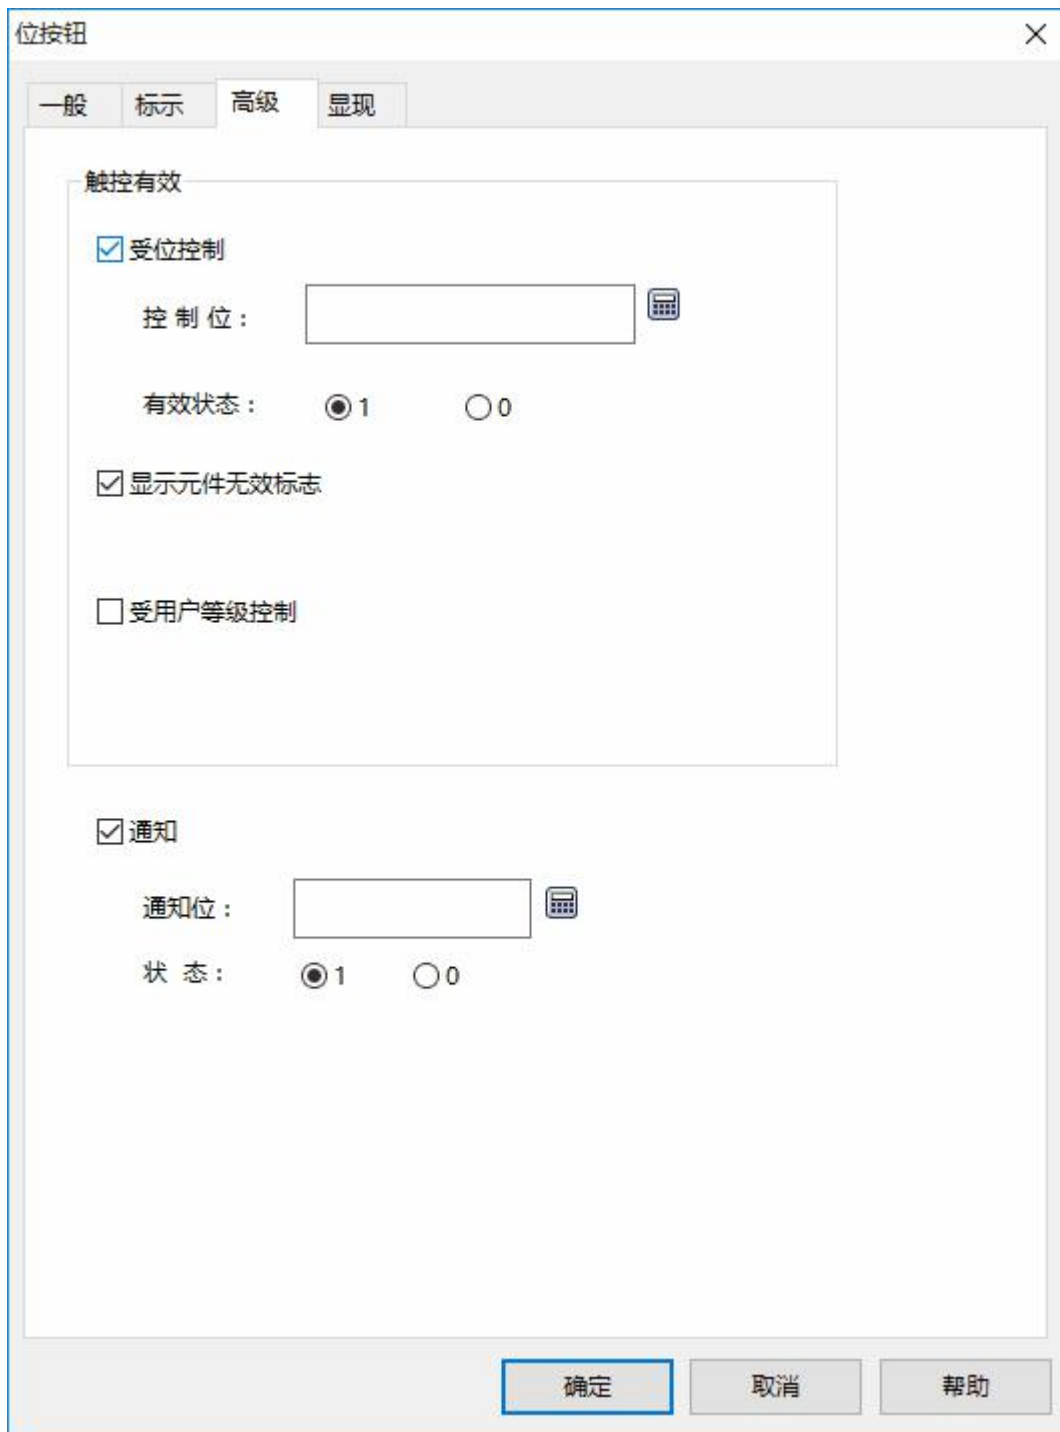 位按钮
一般 标示 高级 显现
触控有效
受位控制
控 制 位：
有效状态： 1 0
显示元件无效标志
受用户等级控制
通知
通知位：
状 态： 1 0
确定 取消 帮助